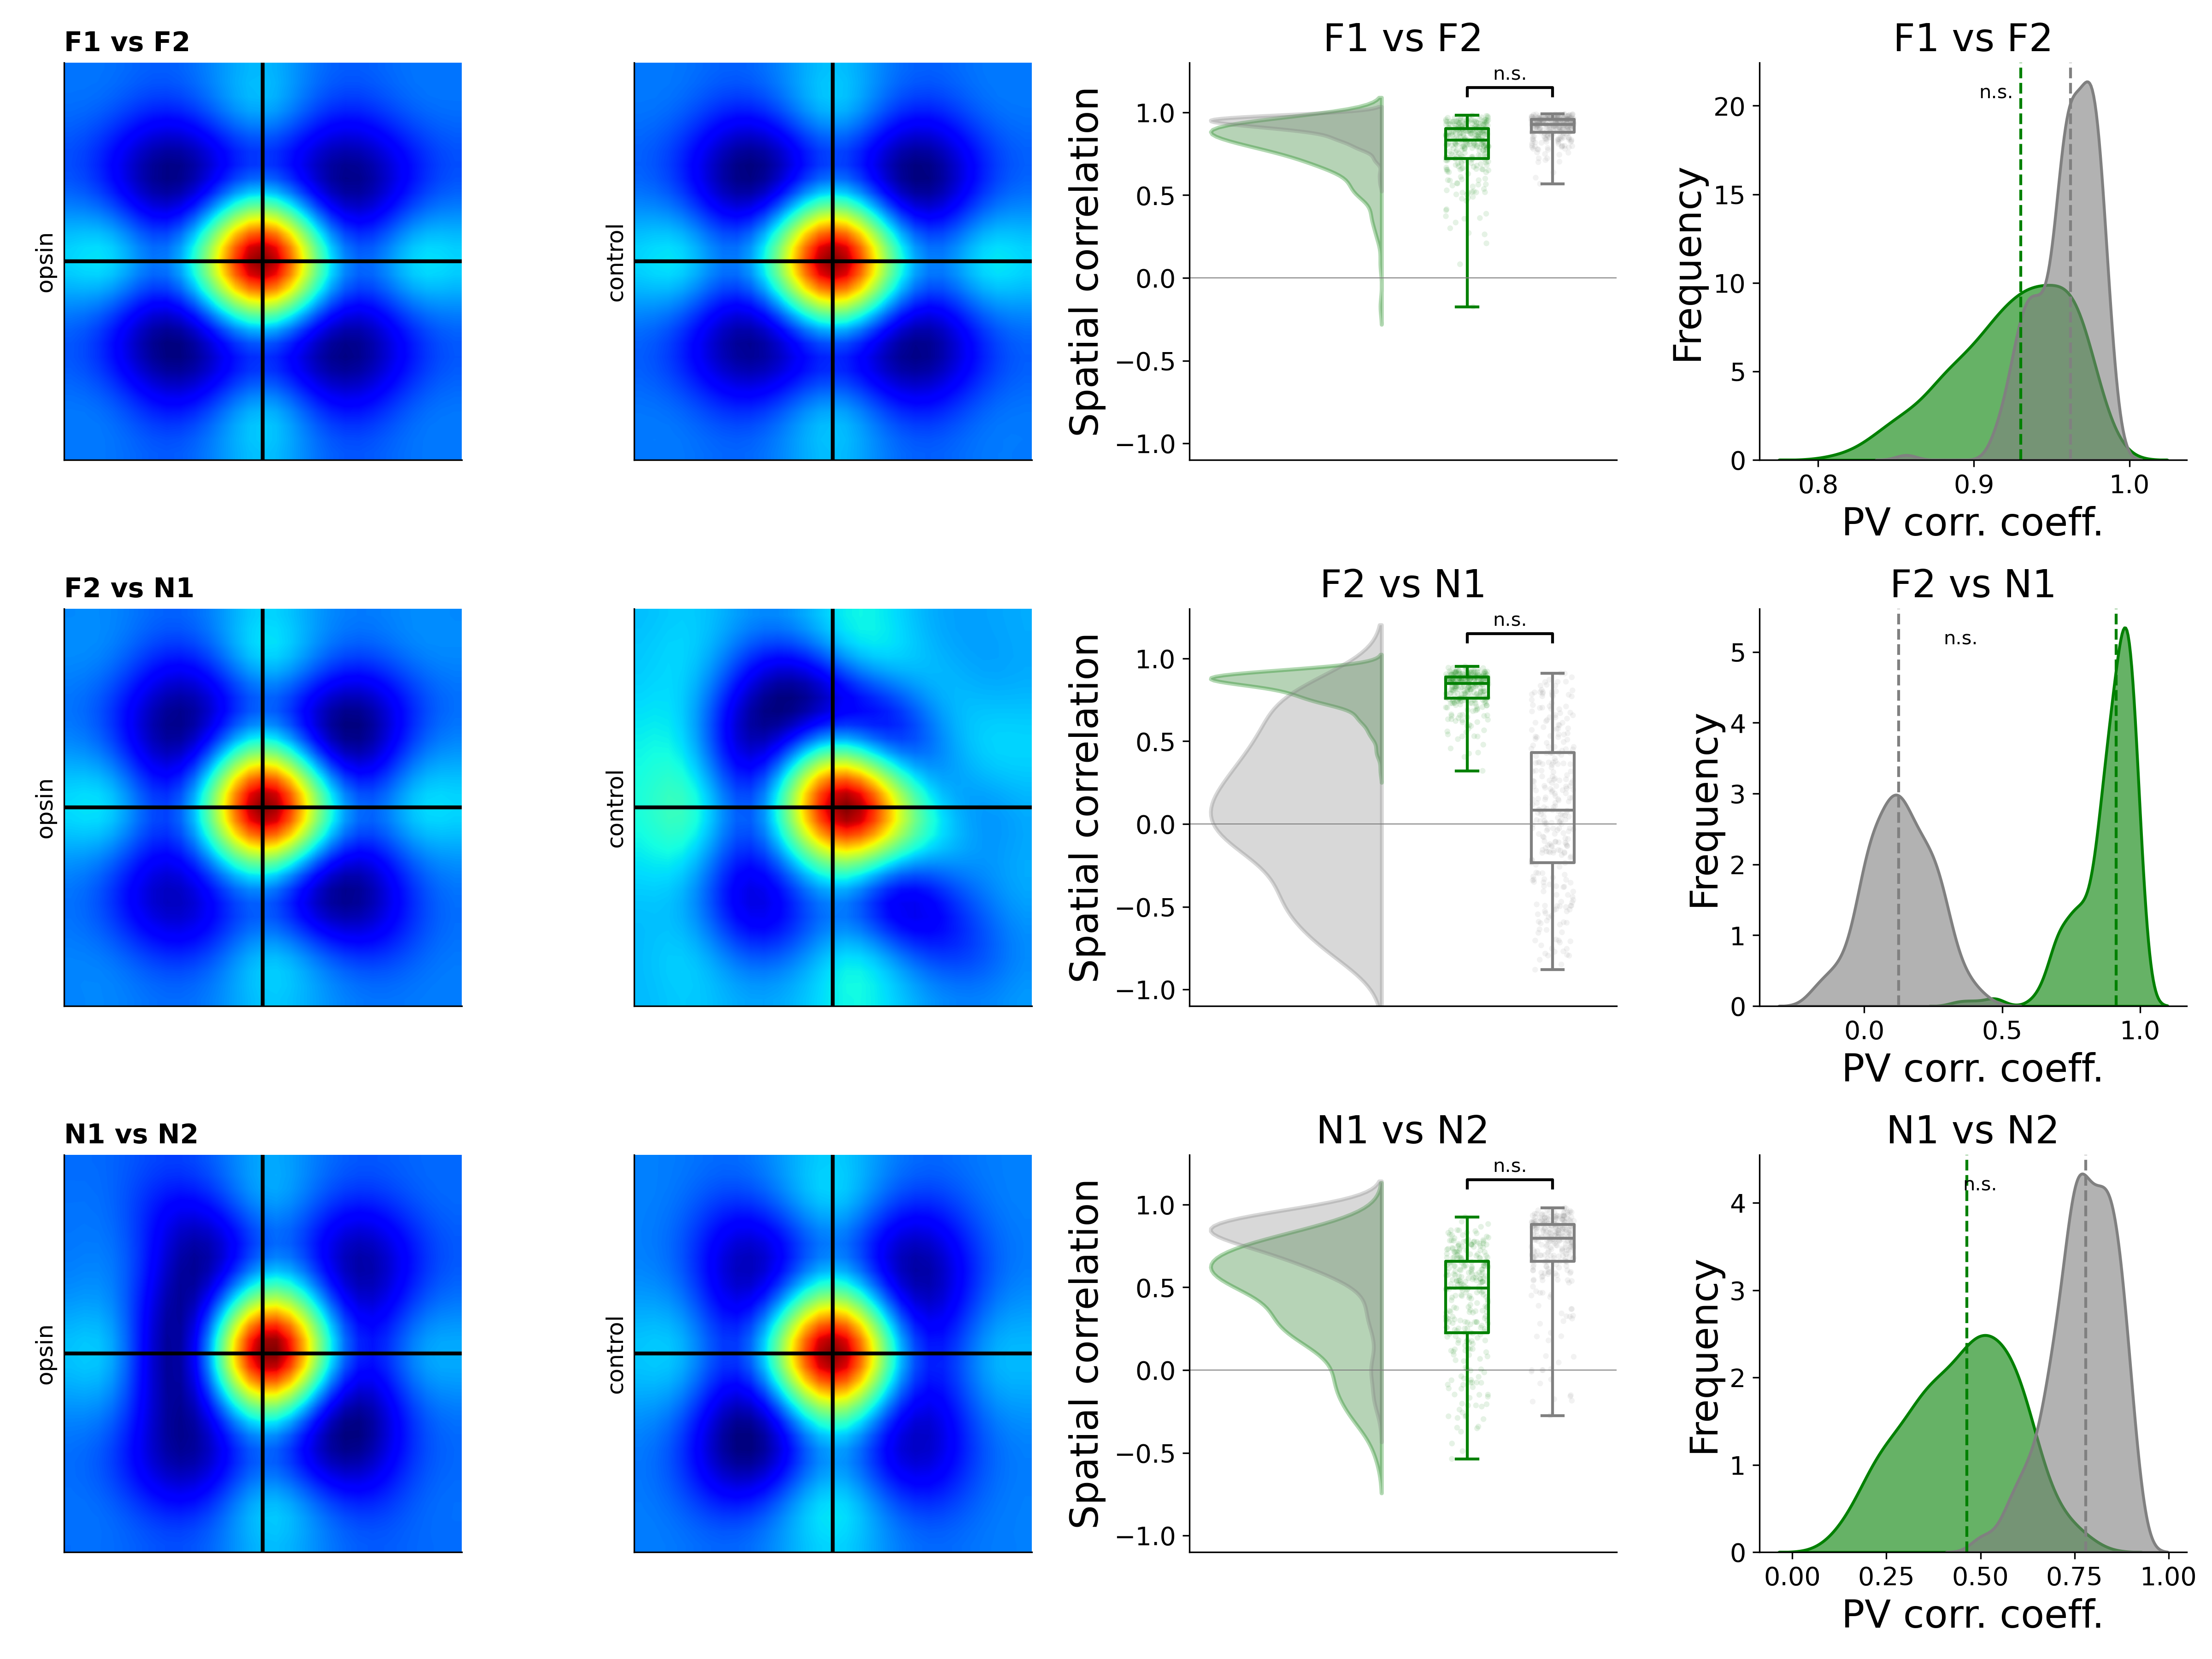 F1 vs F2
opsin
control
F1 vs F2
n.s.
Spatial correlation
1.0
0.5
0.0
−0.5
−1.0
F1 vs F2
n.s.
Frequency
20
15
10
5
0
0.8 0.9 1.0
PV corr. coeff.
F2 vs N1
opsin
control
F2 vs N1
n.s.
Spatial correlation
1.0
0.5
0.0
−0.5
−1.0
F2 vs N1
n.s.
Frequency
5
4
3
2
1
0
0.0 0.5 1.0
PV corr. coeff.
N1 vs N2
opsin
control
N1 vs N2
n.s.
Spatial correlation
1.0
0.5
0.0
−0.5
−1.0
N1 vs N2
n.s.
Frequency
4
3
2
1
0
0.00 0.25 0.50 0.75 1.00
PV corr. coeff.